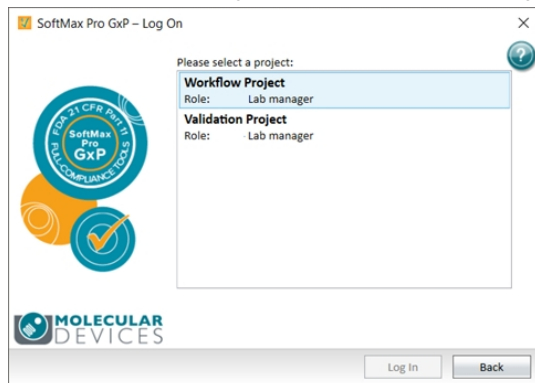 SoftMax Pro GxP – Log On
Please select a project:
?
Workflow Project
Role: Lab manager
Validation Project
Role: Lab manager
FDA 21 CFR Part 11
SoftMax
Pro
GxP
FULL-COMPLIANCE TOOLS
MOLECULAR
DEVICES
Log In
Back